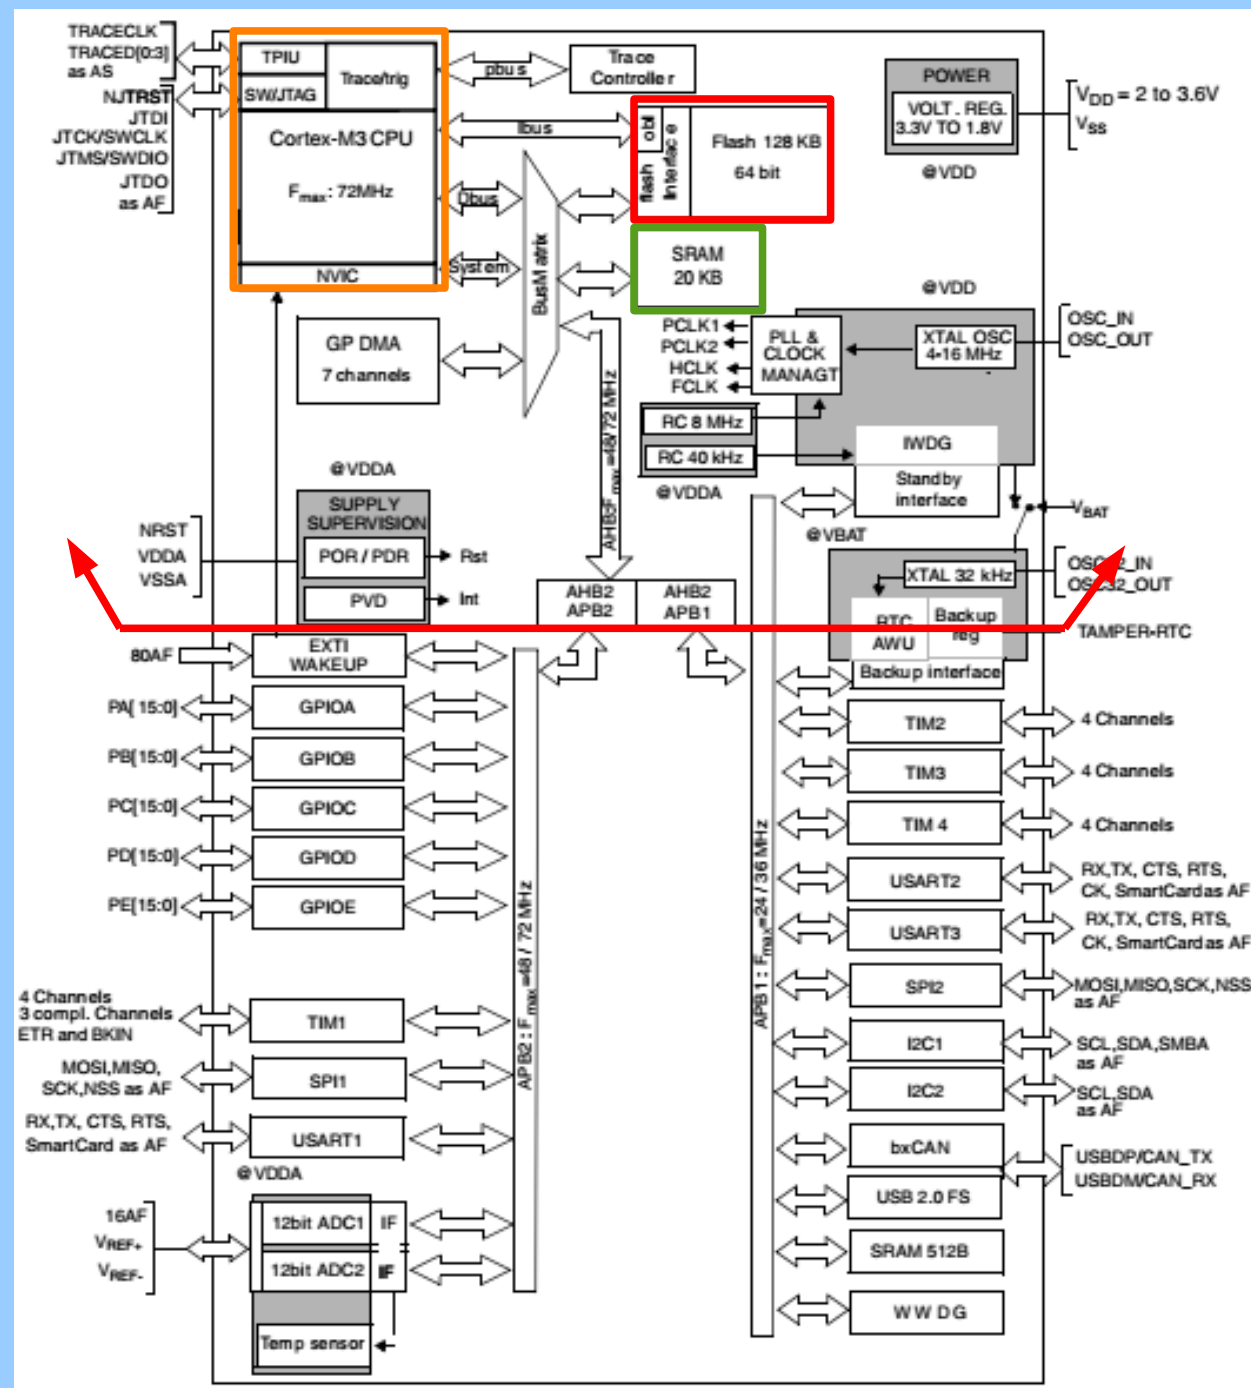 TRACECLK
TRACED[0:3]
as AS
NJTRST
JTDI
JTCK/SWCLK
JTMS/SWDIO
JTDO
as AF
TPIU
SW/JTAG
Trace/trig
Cortex-M3 CPU
Fmax : 72MHz
NVIC
pbus
Trace
Controller
Ibus
Dbus
System
BusMatrix
flash obl
Interface
Flash 128 KB
64 bit
SRAM
20 KB
POWER
VOLT. REG.
3.3V TO 1.8V
@VDD
VDD = 2 to 3.6V
VSS
GP DMA
7 channels
@VDD
PCLK1
PCLK2
HCLK
FCLK
PLL &
CLOCK
MANAGT
XTAL OSC
4-16 MHz
OSC_IN
OSC_OUT
RC 8 MHz
RC 40 kHz
@VDDA
IWDG
Standby
interface
@VBAT
VBAT
AHB:Fmax=48/72 MHz
@VDDA
SUPPLY
SUPERVISION
POR / PDR
PVD
Rst
Int
NRST
VDDA
VSSA
AHB2
APB2
AHB2
APB1
XTAL 32 kHz
OSC32_IN
OSC32_OUT
RTC
AWU
Backup
reg
Backup interface
TAMPER-RTC
80AF
EXTI
WAKEUP
PA[15:0]
GPIOA
PB[15:0]
GPIOB
PC[15:0]
GPIOC
PD[15:0]
GPIOD
PE[15:0]
GPIOE
4 Channels
3 compl. Channels
ETR and BKIN
TIM1
MOSI,MISO,
SCK,NSS as AF
SPI1
RX,TX, CTS, RTS,
SmartCard as AF
USART1
@VDDA
16AF
VREF+
VREF-
12bit ADC1 IF
12bit ADC2 IF
Temp sensor
APB2 : Fmax=48 / 72 MHz
APB1 : Fmax=24 / 36 MHz
TIM2
4 Channels
TIM3
4 Channels
TIM 4
4 Channels
USART2
RX,TX, CTS, RTS,
CK, SmartCard as AF
USART3
RX,TX, CTS, RTS,
CK, SmartCard as AF
SPI2
MOSI,MISO,SCK,NSS
as AF
I2C1
SCL,SDA,SMBA
as AF
I2C2
SCL,SDA
as AF
bxCAN
USBDP/CAN_TX
USBDM/CAN_RX
USB 2.0 FS
SRAM 512B
WWDG